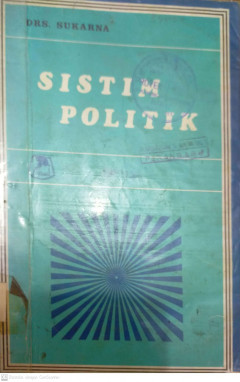 DRS. SUKARNA
SISTIM
POLITIK